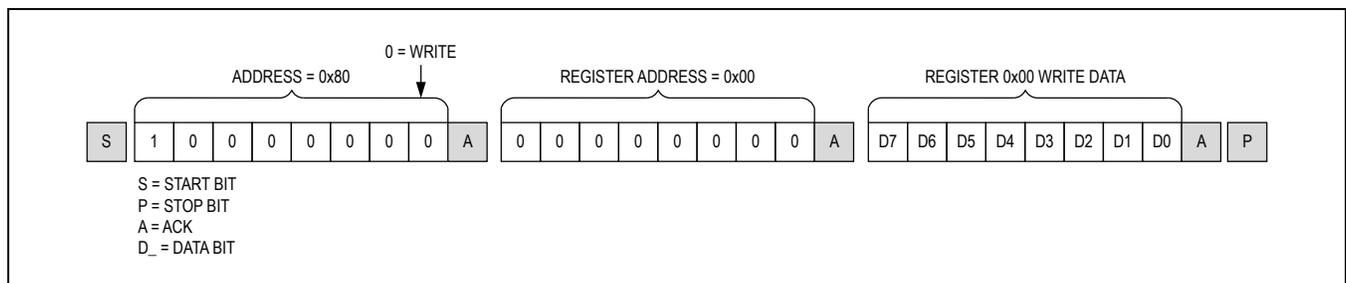 0 = WRITE
ADDRESS = 0x80 REGISTER ADDRESS = 0x00 REGISTER 0x00 WRITE DATA
S 1 0 0 0 0 0 0 0 A 0 0 0 0 0 0 0 0 A D7 D6 D5 D4 D3 D2 D1 D0 A P
S = START BIT
P = STOP BIT
A = ACK
D_ = DATA BIT